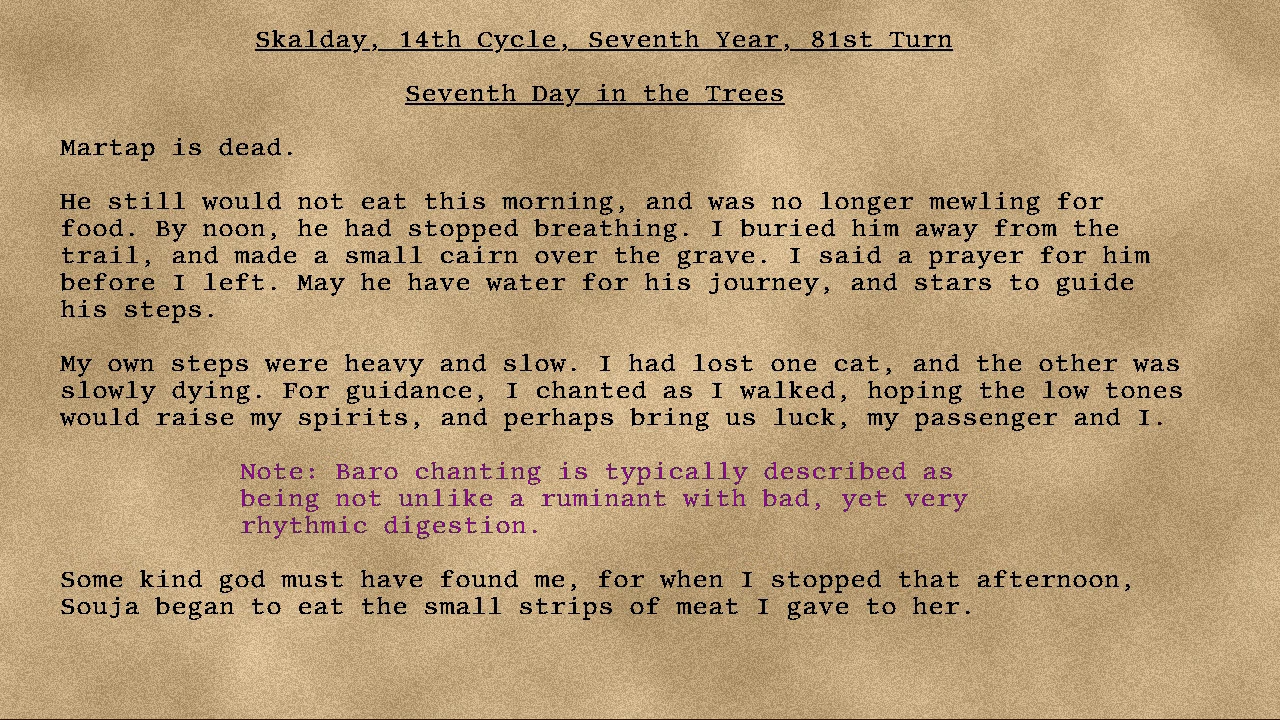 Skalday, 14th Cycle, Seventh Year, 81st Turn
Seventh Day in the Trees
Martap is dead.
He still would not eat this morning, and was no longer mewling for
food. By noon, he had stopped breathing. I buried him away from the
trail, and made a small cairn over the grave. I said a prayer for him
before I left. May he have water for his journey, and stars to guide
his steps.
My own steps were heavy and slow. I had lost one cat, and the other was
slowly dying. For guidance, I chanted as I walked, hoping the low tones
would raise my spirits, and perhaps bring us luck, my passenger and I.
Note: Baro chanting is typically described as
being not unlike a ruminant with bad, yet very
rhythmic digestion.
Some kind god must have found me, for when I stopped that afternoon,
Souja began to eat the small strips of meat I gave to her.